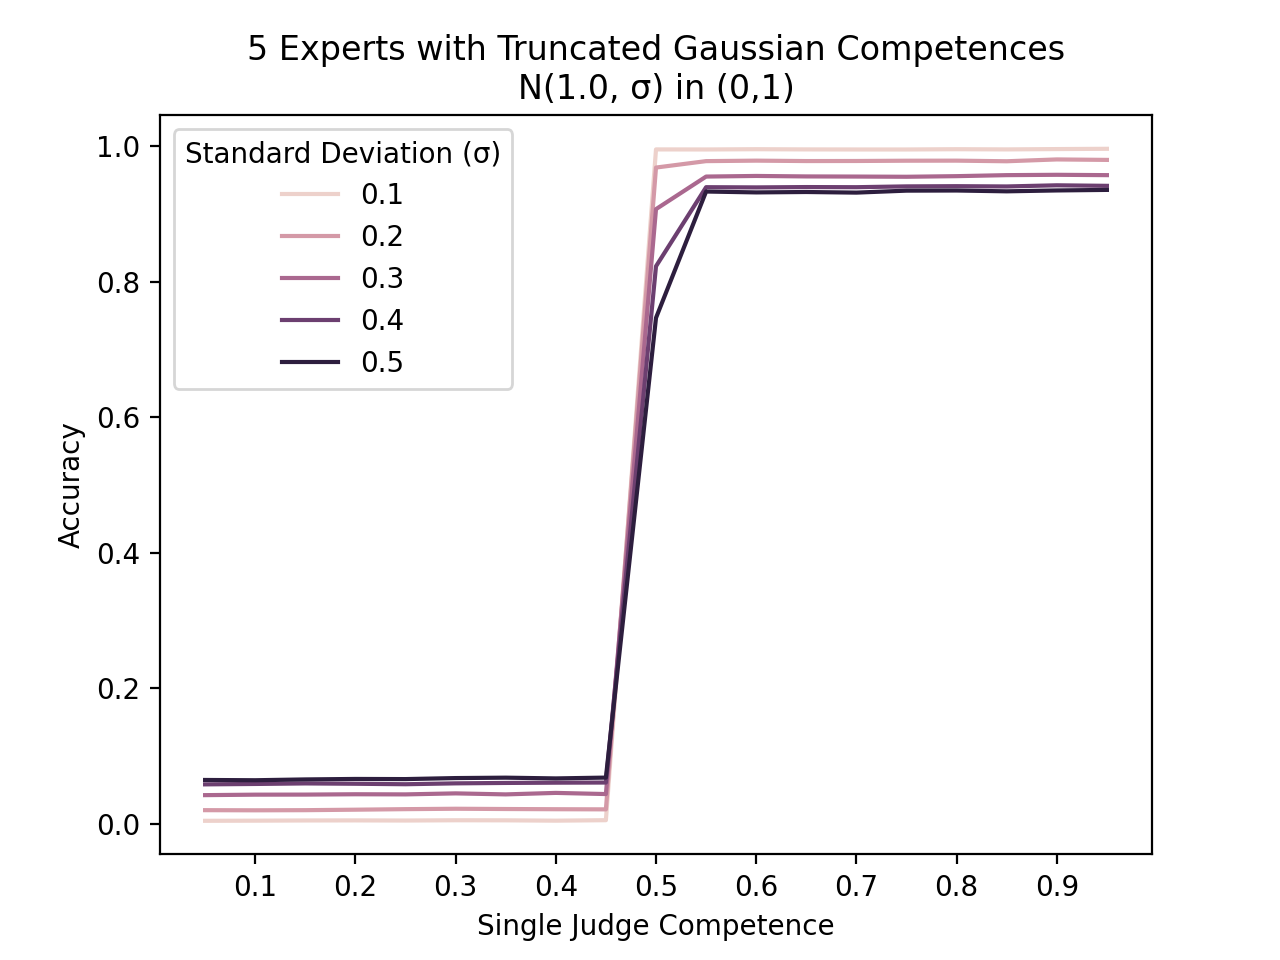 5 Experts with Truncated Gaussian Competences
N(1.0, σ) in (0,1)
Standard Deviation (σ)
0.1
0.2
0.3
0.4
0.5
Accuracy
1.0
0.8
0.6
0.4
0.2
0.0
0.1 0.2 0.3 0.4 0.5 0.6 0.7 0.8 0.9
Single Judge Competence